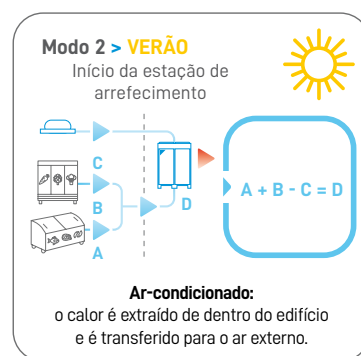 Modo 2 > VERÃO
Início da estação de
arrefecimento
C
B
A
D
A + B - C = D
Ar-condicionado:
o calor é extraído de dentro do edifício
e é transferido para o ar externo.